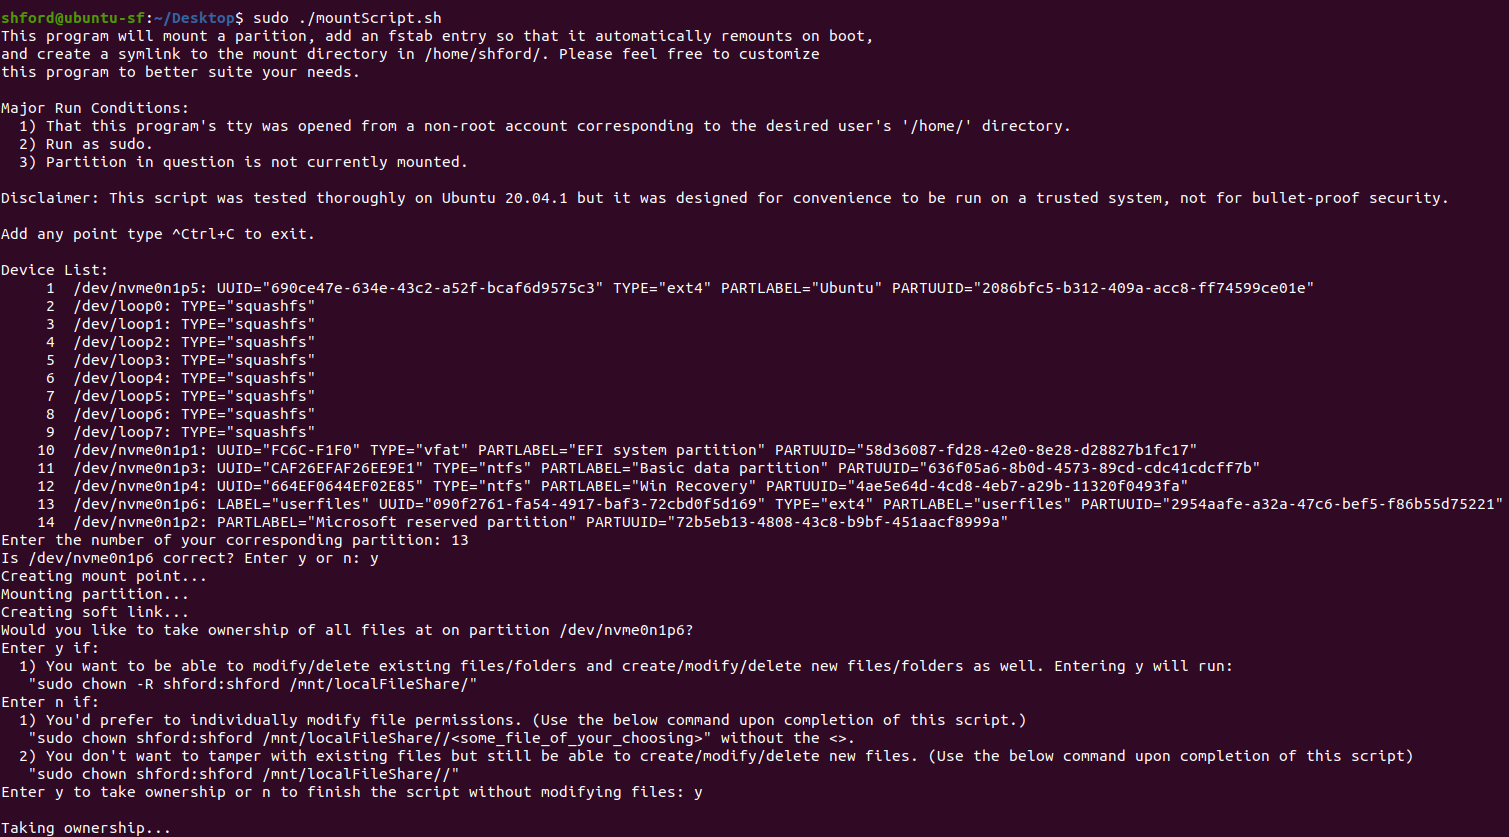 shford@ubuntu-sf:~/Desktop$ sudo ./mountScript.sh
This program will mount a parition, add an fstab entry so that it automatically remounts on boot,
and create a symlink to the mount directory in /home/shford/. Please feel free to customize
this program to better suite your needs.

Major Run Conditions:
  1) That this program's tty was opened from a non-root account corresponding to the desired user's '/home/' directory.
  2) Run as sudo.
  3) Partition in question is not currently mounted.

Disclaimer: This script was tested thoroughly on Ubuntu 20.04.1 but it was designed for convenience to be run on a trusted system, not for bullet-proof security.

Add any point type ^Ctrl+C to exit.

Device List:
     1  /dev/nvme0n1p5: UUID="690ce47e-634e-43c2-a52f-bcaf6d9575c3" TYPE="ext4" PARTLABEL="Ubuntu" PARTUUID="2086bfc5-b312-409a-acc8-ff74599ce01e"
     2  /dev/loop0: TYPE="squashfs"
     3  /dev/loop1: TYPE="squashfs"
     4  /dev/loop2: TYPE="squashfs"
     5  /dev/loop3: TYPE="squashfs"
     6  /dev/loop4: TYPE="squashfs"
     7  /dev/loop5: TYPE="squashfs"
     8  /dev/loop6: TYPE="squashfs"
     9  /dev/loop7: TYPE="squashfs"
    10  /dev/nvme0n1p1: UUID="FC6C-F1F0" TYPE="vfat" PARTLABEL="EFI system partition" PARTUUID="58d36087-fd28-42e0-8e28-d28827b1fc17"
    11  /dev/nvme0n1p3: UUID="CAF26EFAF26EE9E1" TYPE="ntfs" PARTLABEL="Basic data partition" PARTUUID="636f05a6-8b0d-4573-89cd-cdc41cdcff7b"
    12  /dev/nvme0n1p4: UUID="664EF0644EF02E85" TYPE="ntfs" PARTLABEL="Win Recovery" PARTUUID="4ae5e64d-4cd8-4eb7-a29b-11320f0493fa"
    13  /dev/nvme0n1p6: LABEL="userfiles" UUID="090f2761-fa54-4917-baf3-72cbd0f5d169" TYPE="ext4" PARTLABEL="userfiles" PARTUUID="2954aafe-a32a-47c6-bef5-f86b55d75221"
    14  /dev/nvme0n1p2: PARTLABEL="Microsoft reserved partition" PARTUUID="72b5eb13-4808-43c8-b9bf-451aacf8999a"
Enter the number of your corresponding partition: 13
Is /dev/nvme0n1p6 correct? Enter y or n: y
Creating mount point...
Mounting partition...
Creating soft link...
Would you like to take ownership of all files at on partition /dev/nvme0n1p6?
Enter y if:
  1) You want to be able to modify/delete existing files/folders and create/modify/delete new files/folders as well. Entering y will run:
   "sudo chown -R shford:shford /mnt/localFileShare/"
Enter n if:
  1) You'd prefer to individually modify file permissions. (Use the below command upon completion of this script.)
   "sudo chown shford:shford /mnt/localFileShare//<some_file_of_your_choosing>" without the <>.
  2) You don't want to tamper with existing files but still be able to create/modify/delete new files. (Use the below command upon completion of this script)
   "sudo chown shford:shford /mnt/localFileShare//"
Enter y to take ownership or n to finish the script without modifying files: y

Taking ownership...